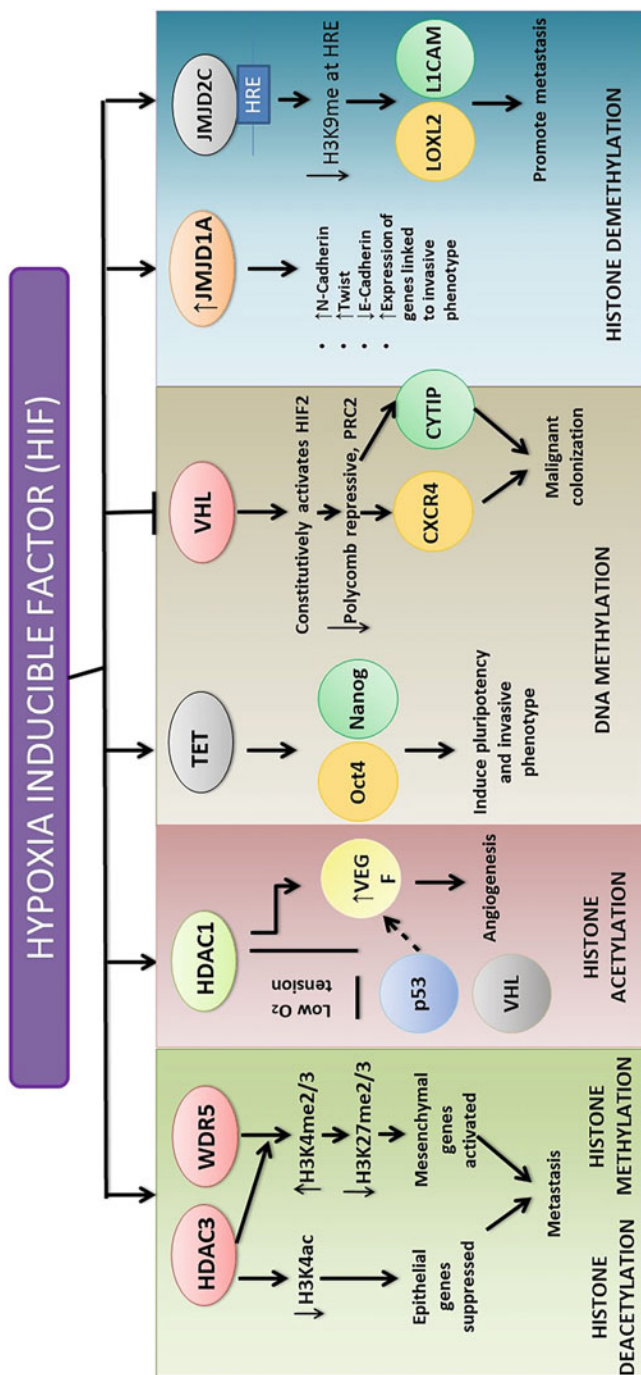 HYPOXIA INDUCIBLE FACTOR (HIF)
HDAC3
WDR5
↓H3K4ac
↑H3K4me2/3
↓H3K27me2/3
Epithelial
genes
suppressed
Mesenchymal
genes
activated
Metastasis
HISTONE
DEACETYLATION
HISTONE
METHYLATION
HDAC1
Low O₂
tension
↑VEG
F
p53
VHL
Angiogenesis
HISTONE
ACETYLATION
TET
Oct4
Nanog
Induce pluripotency
and invasive
phenotype
VHL
Constitutively activates HIF2
↓Polycomb repressive, PRC2
CXCR4
CYTIP
Malignant
colonization
DNA METHYLATION
↑JMJD1A
• ↑N-Cadherin
• ↑Twist
• ↓E-Cadherin
• ↑Expression of
genes linked
to invasive
phenotype
JMJD2C
HRE
↓H3K9me at HRE
LOXL2
L1CAM
Promote metastasis
HISTONE DEMETHYLATION